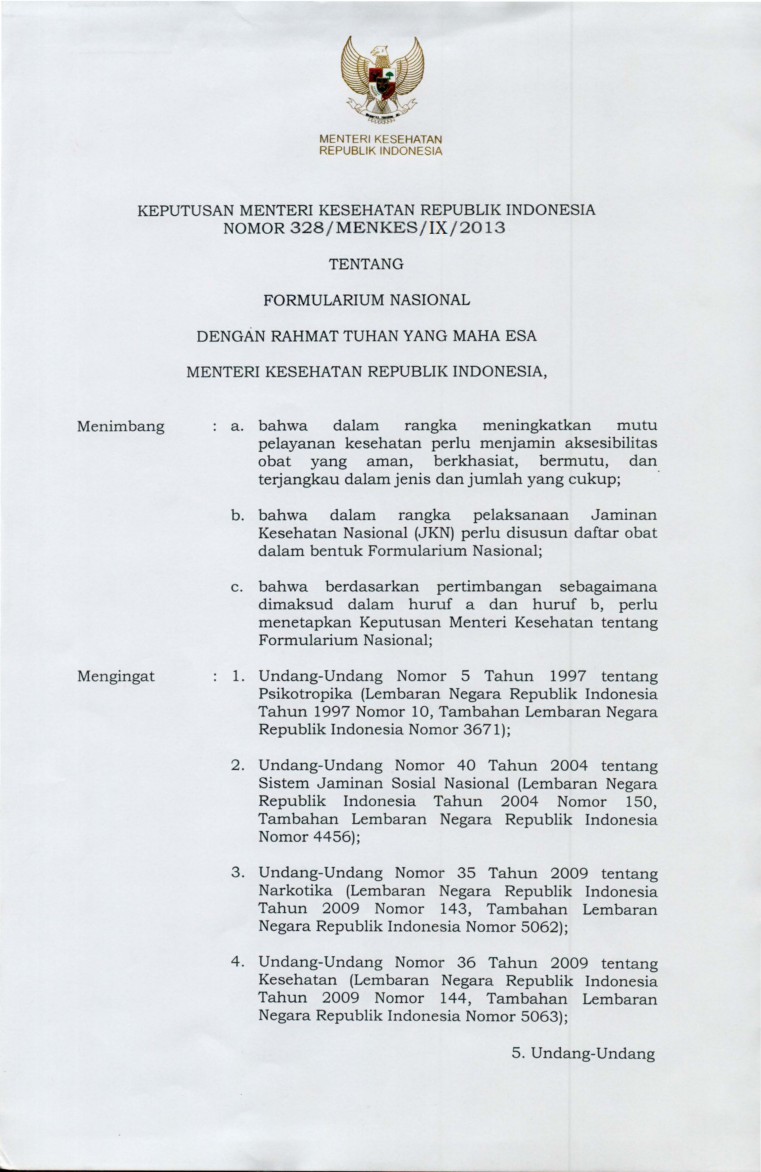 MENTERI KESEHATAN
REPUBLIK INDONESIA
KEPUTUSAN MENTERI KESEHATAN REPUBLIK INDONESIA
NOMOR 328/MENKES/IX/2013
TENTANG
FORMULARIUM NASIONAL
DENGAN RAHMAT TUHAN YANG MAHA ESA
MENTERI KESEHATAN REPUBLIK INDONESIA,
Menimbang : a. bahwa dalam rangka meningkatkan mutu
pelayanan kesehatan perlu menjamin aksesibilitas
obat yang aman, berkhasiat, bermutu, dan
terjangkau dalam jenis dan jumlah yang cukup;
b. bahwa dalam rangka pelaksanaan Jaminan
Kesehatan Nasional (JKN) perlu disusun daftar obat
dalam bentuk Formularium Nasional;
c. bahwa berdasarkan pertimbangan sebagaimana
dimaksud dalam huruf a dan huruf b, perlu
menetapkan Keputusan Menteri Kesehatan tentang
Formularium Nasional;
Mengingat : 1. Undang-Undang Nomor 5 Tahun 1997 tentang
Psikotropika (Lembaran Negara Republik Indonesia
Tahun 1997 Nomor 10, Tambahan Lembaran Negara
Republik Indonesia Nomor 3671);
2. Undang-Undang Nomor 40 Tahun 2004 tentang
Sistem Jaminan Sosial Nasional (Lembaran Negara
Republik Indonesia Tahun 2004 Nomor 150,
Tambahan Lembaran Negara Republik Indonesia
Nomor 4456);
3. Undang-Undang Nomor 35 Tahun 2009 tentang
Narkotika (Lembaran Negara Republik Indonesia
Tahun 2009 Nomor 143, Tambahan Lembaran
Negara Republik Indonesia Nomor 5062);
4. Undang-Undang Nomor 36 Tahun 2009 tentang
Kesehatan (Lembaran Negara Republik Indonesia
Tahun 2009 Nomor 144, Tambahan Lembaran
Negara Republik Indonesia Nomor 5063);
5. Undang-Undang